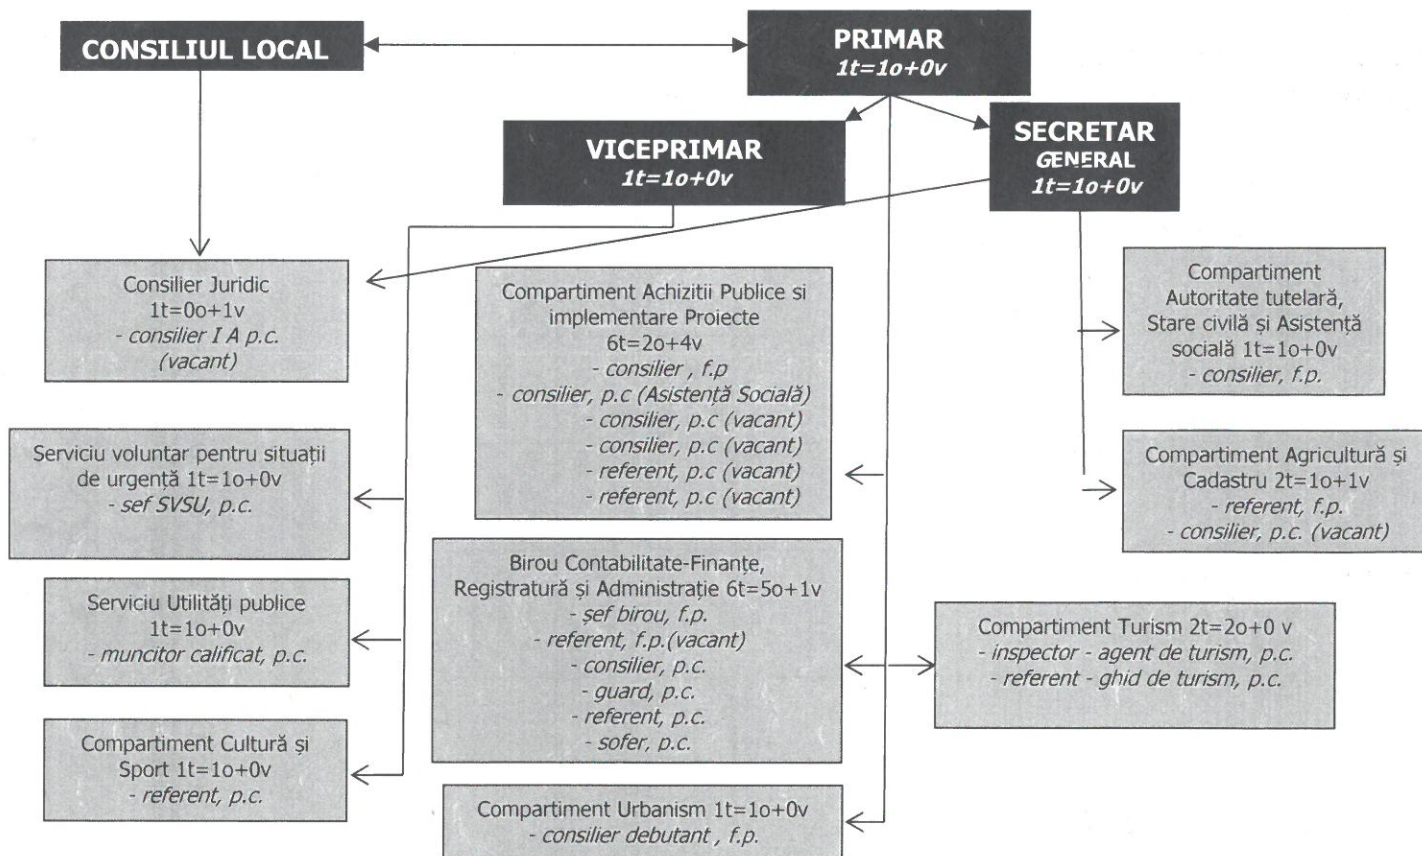 CONSILIUL LOCAL
PRIMAR
1t=1o+0v
VICEPRIMAR
1t=1o+0v
SECRETAR
GENERAL
1t=1o+0v
Consilier Juridic
1t=0o+1v
- consilier I A p.c.
(vacant)
Compartiment Achizitii Publice si
implementare Proiecte
6t=2o+4v
- consilier , f.p
- consilier, p.c (Asistență Socială)
- consilier, p.c (vacant)
- consilier, p.c (vacant)
- referent, p.c (vacant)
- referent, p.c (vacant)
Compartiment
Autoritate tutelară,
Stare civilă și Asistență
socială 1t=1o+0v
- consilier, f.p.
Serviciu voluntar pentru situații
de urgență 1t=1o+0v
- sef SVSU, p.c.
Compartiment Agricultură și
Cadastru 2t=1o+1v
- referent, f.p.
- consilier, p.c. (vacant)
Birou Contabilitate-Finanțe,
Registratură și Administrație 6t=5o+1v
- șef birou, f.p.
- referent, f.p.(vacant)
- consilier, p.c.
- guard, p.c.
- referent, p.c.
- sofer, p.c.
Serviciu Utilități publice
1t=1o+0v
- muncitor calificat, p.c.
Compartiment Turism 2t=2o+0 v
- inspector - agent de turism, p.c.
- referent - ghid de turism, p.c.
Compartiment Cultură și
Sport 1t=1o+0v
- referent, p.c.
Compartiment Urbanism 1t=1o+0v
- consilier debutant , f.p.